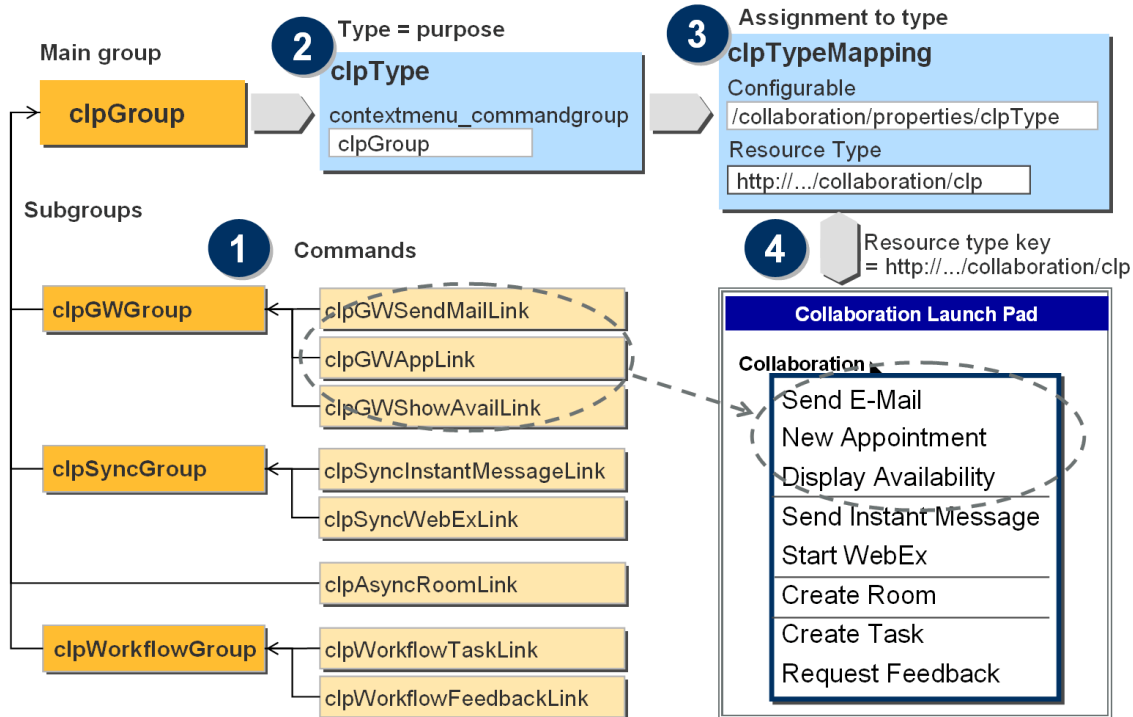 Main group
clpGroup
2
Type = purpose
clpType
contextmenu_commandgroup
clpGroup
3
Assignment to type
clpTypeMapping
Configurable
/collaboration/properties/clpType
Resource Type
http://.../collaboration/clp
Subgroups
1
Commands
clpGWGroup
clpGWSendMailLink
clpGWAppLink
clpGWShowAvailLink
clpSyncGroup
clpSyncInstantMessageLink
clpSyncWebExLink
clpAsyncRoomLink
clpWorkflowGroup
clpWorkflowTaskLink
clpWorkflowFeedbackLink
4
Resource type key
= http://.../collaboration/clp
Collaboration Launch Pad
Collaboration
Send E-Mail
New Appointment
Display Availability
Send Instant Message
Start WebEx
Create Room
Create Task
Request Feedback